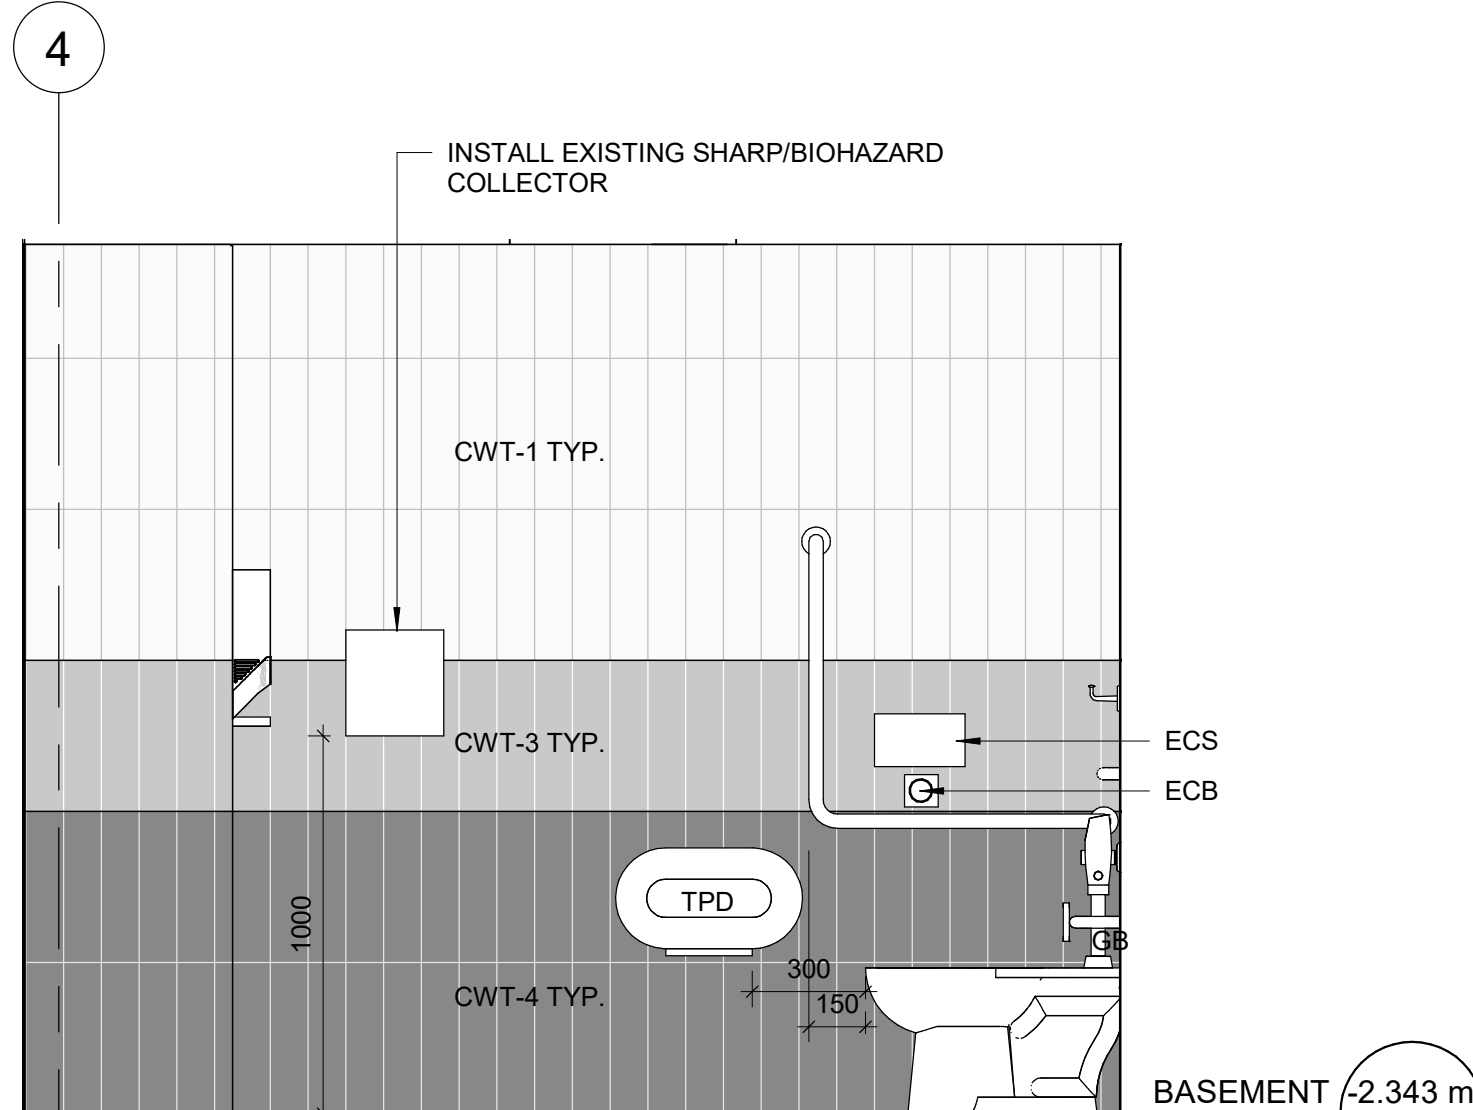 4
INSTALL EXISTING SHARP/BIOHAZARD
COLLECTOR
CWT-1 TYP.
CWT-3 TYP.
ECS
ECB
1000
TPD
GB
300
150
CWT-4 TYP.
BASEMENT -2.343 m